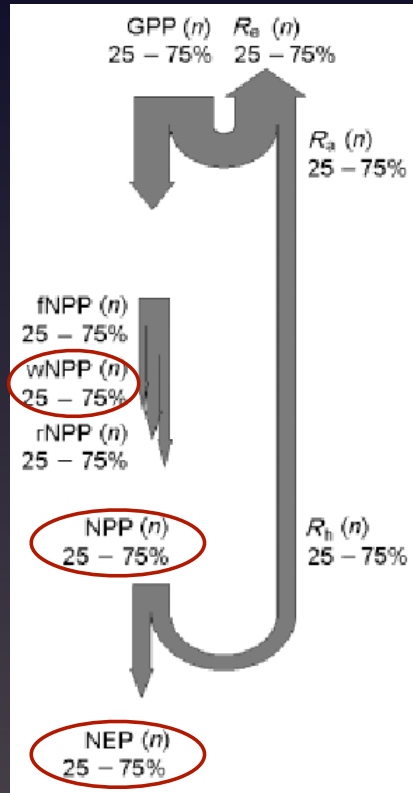 GPP (n) Re (n)
25 – 75% 25 – 75%
Ra (n)
25 – 75%
fNPP (n)
25 – 75%
wNPP (n)
25 – 75%
rNPP (n)
25 – 75%
NPP (n)
25 – 75%
Rh (n)
25 – 75%
NEP (n)
25 – 75%